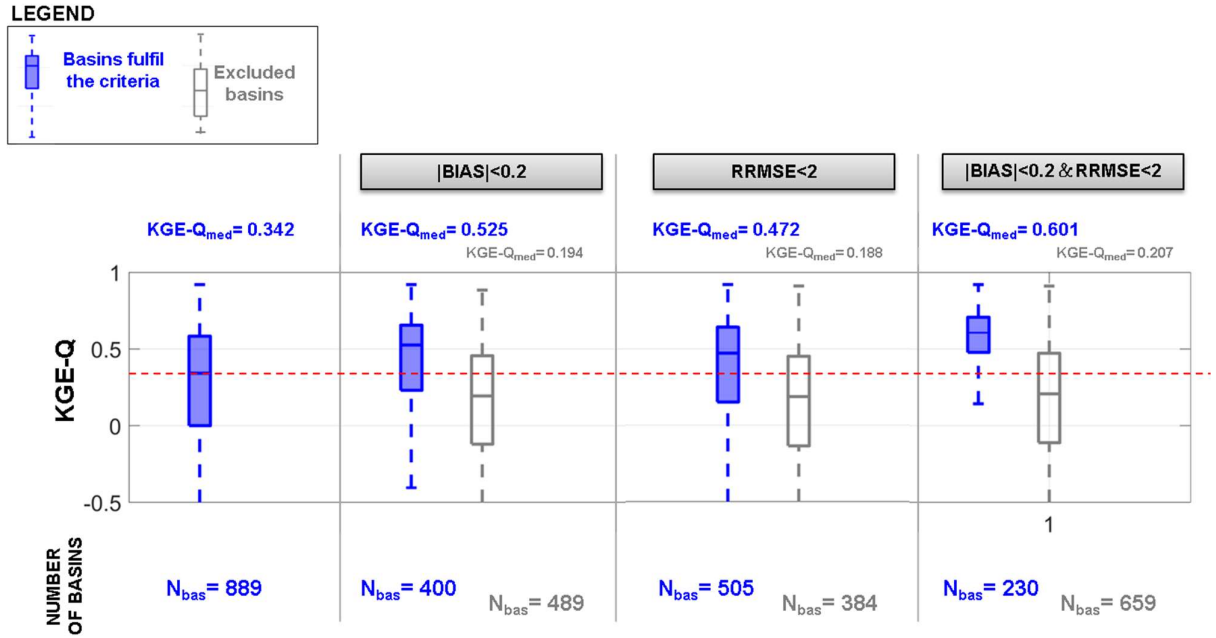 LEGEND
Basins fulfil
the criteria
Excluded
basins
|BIAS|<0.2
RRMSE<2
|BIAS|<0.2 & RRMSE<2
KGE-Qmed= 0.342
KGE-Qmed= 0.525
KGE-Qmed= 0.472
KGE-Qmed= 0.601
KGE-Qmed= 0.194
KGE-Qmed= 0.188
KGE-Qmed= 0.207
KGE-Q
1
0.5
0
-0.5
1
NUMBER
OF BASINS
Nbas= 889
Nbas= 400
Nbas= 489
Nbas= 505
Nbas= 384
Nbas= 230
Nbas= 659